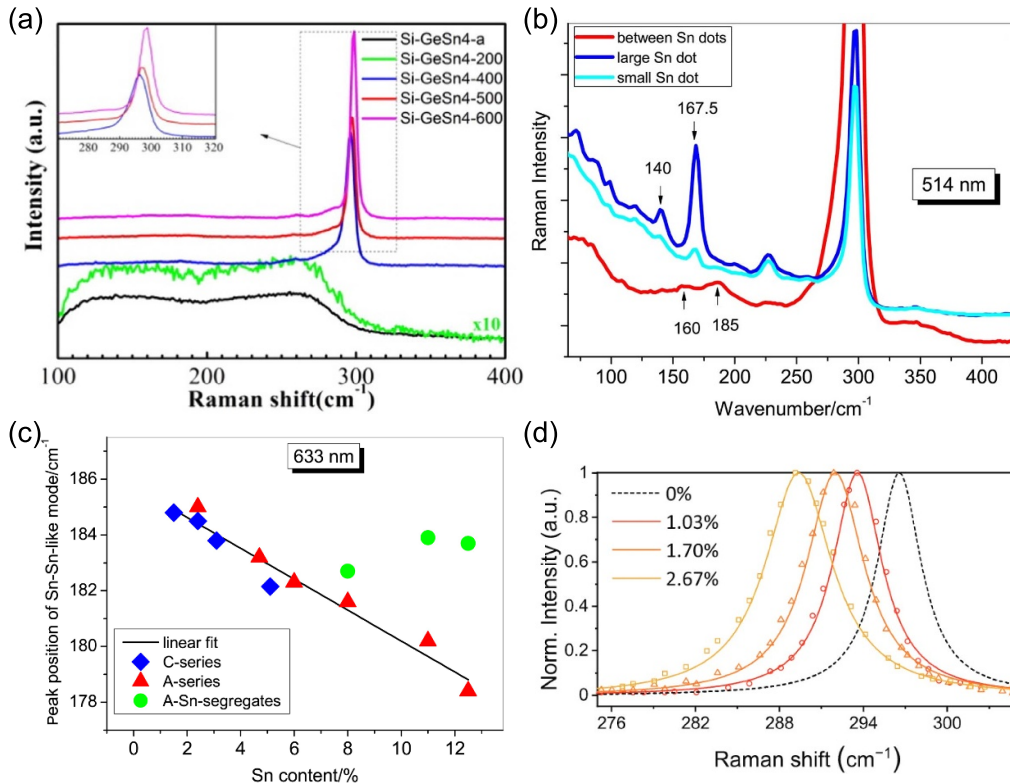 (a)
Si-GeSn4-a
Si-GeSn4-200
Si-GeSn4-400
Si-GeSn4-500
Si-GeSn4-600
280 290 300 310 320
Intensity (a.u.)
x10
100 200 300 400
Raman shift(cm-1)
(b)
between Sn dots
large Sn dot
small Sn dot
167.5
140
514 nm
160
185
Raman Intensity
100 150 200 250 300 350 400
Wavenumber/cm-1
(c)
633 nm
Peak position of Sn-Sn-like mode/cm-1
186
184
182
180
178
linear fit
C-series
A-series
A-Sn-segregates
0 2 4 6 8 10 12
Sn content/%
(d)
0%
1.03%
1.70%
2.67%
Norm. Intensity (a.u.)
1
0.8
0.6
0.4
0.2
0
276 282 288 294 300
Raman shift (cm−1)